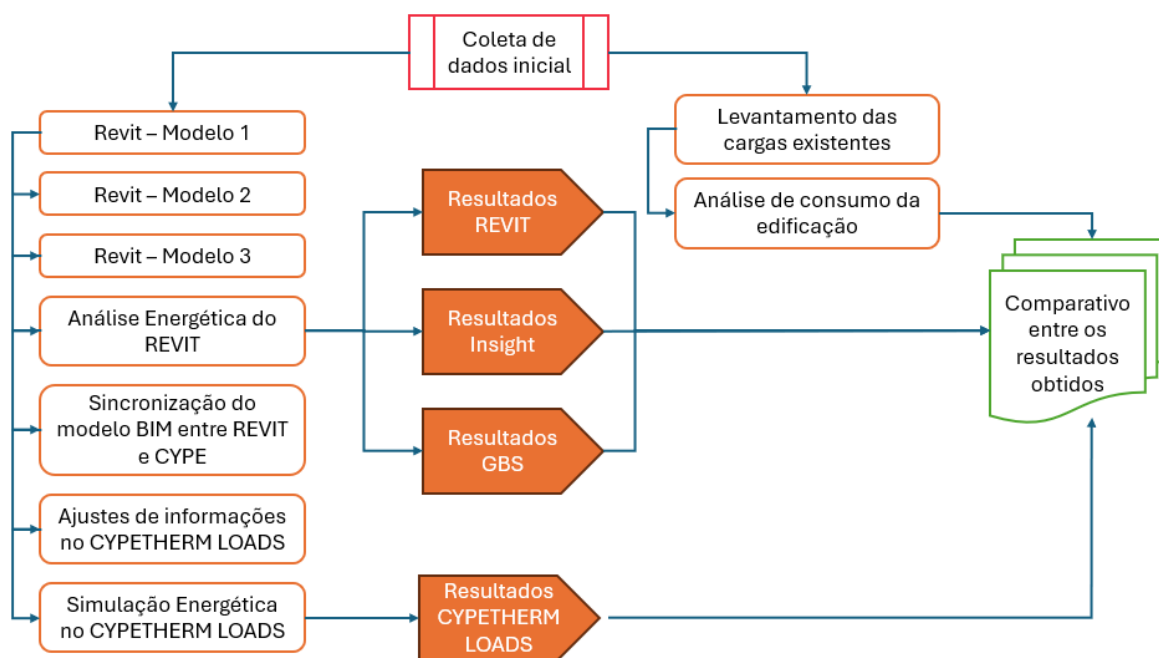 Coleta de
dados inicial
Revit – Modelo 1
Revit – Modelo 2
Revit – Modelo 3
Análise Energética do
REVIT
Sincronização do
modelo BIM entre REVIT
e CYPE
Ajustes de informações
no CYPETHERM LOADS
Simulação Energética
no CYPETHERM LOADS
Resultados
REVIT
Resultados
Insight
Resultados
GBS
Resultados
CYPETHERM
LOADS
Levantamento das
cargas existentes
Análise de consumo da
edificação
Comparativo
entre os
resultados
obtidos